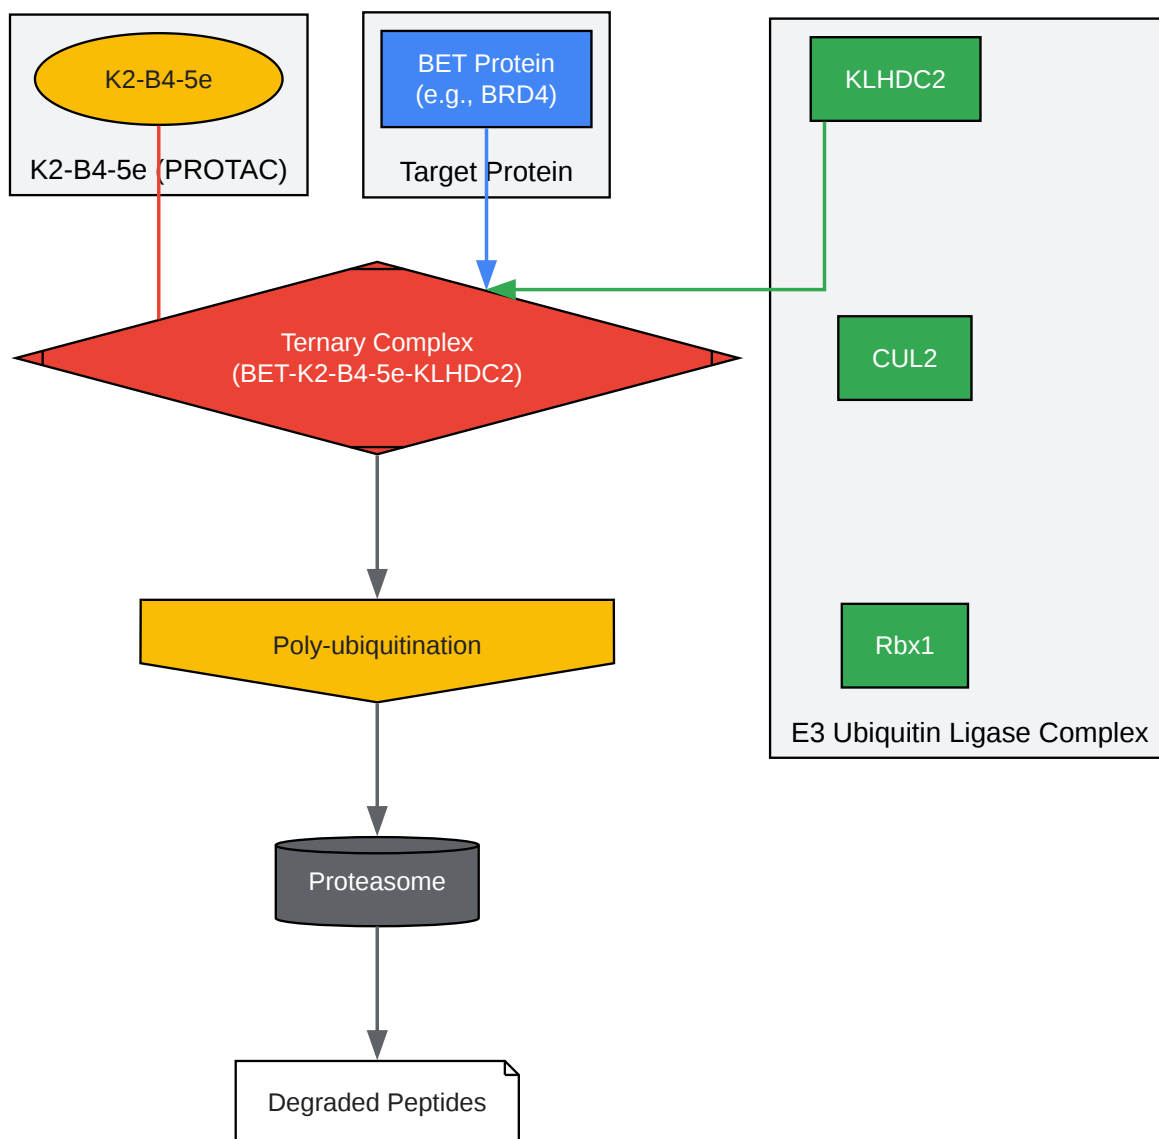 K2-B4-5e
K2-B4-5e (PROTAC)
BET Protein
(e.g., BRD4)
Target Protein
KLHDC2
CUL2
Rbx1
E3 Ubiquitin Ligase Complex
Ternary Complex
(BET-K2-B4-5e-KLHDC2)
Poly-ubiquitination
Proteasome
Degraded Peptides